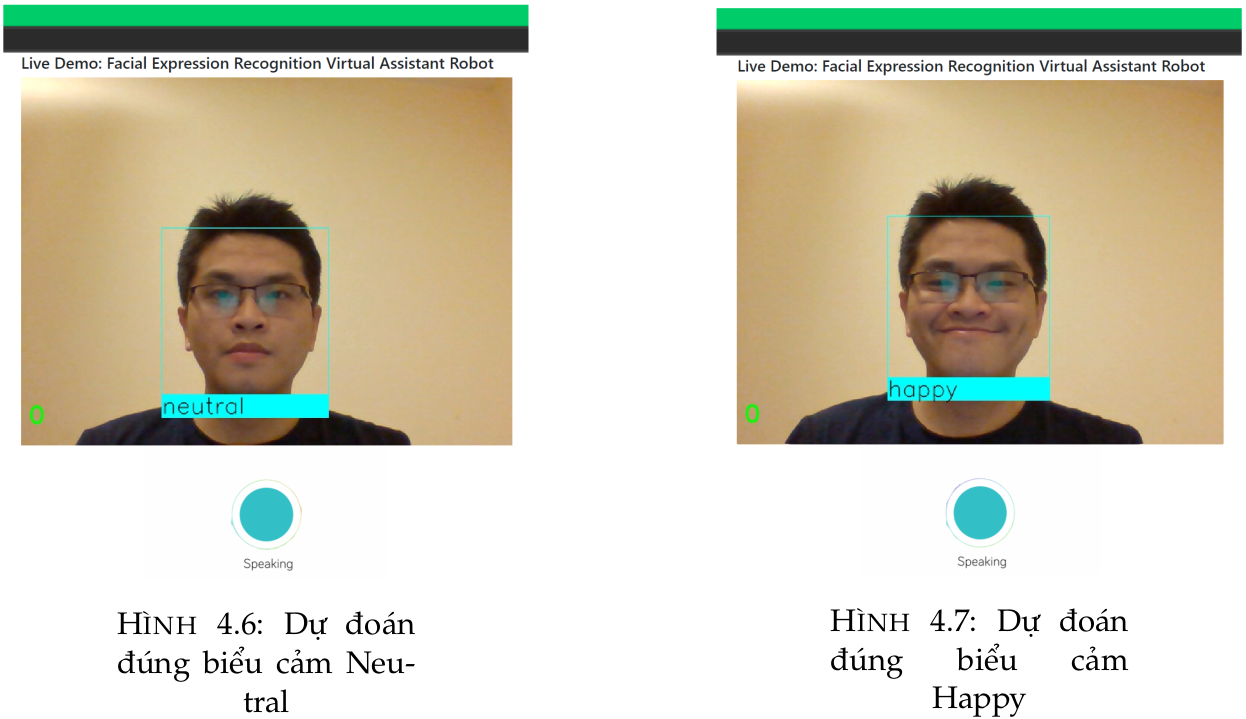 Live Demo: Facial Expression Recognition Virtual Assistant Robot
neutral
0
Speaking
HÌNH 4.6: Dự đoán
đúng biểu cảm Neu-
tral
Live Demo: Facial Expression Recognition Virtual Assistant Robot
happy
0
Speaking
HÌNH 4.7: Dự đoán
đúng biểu cảm
Happy